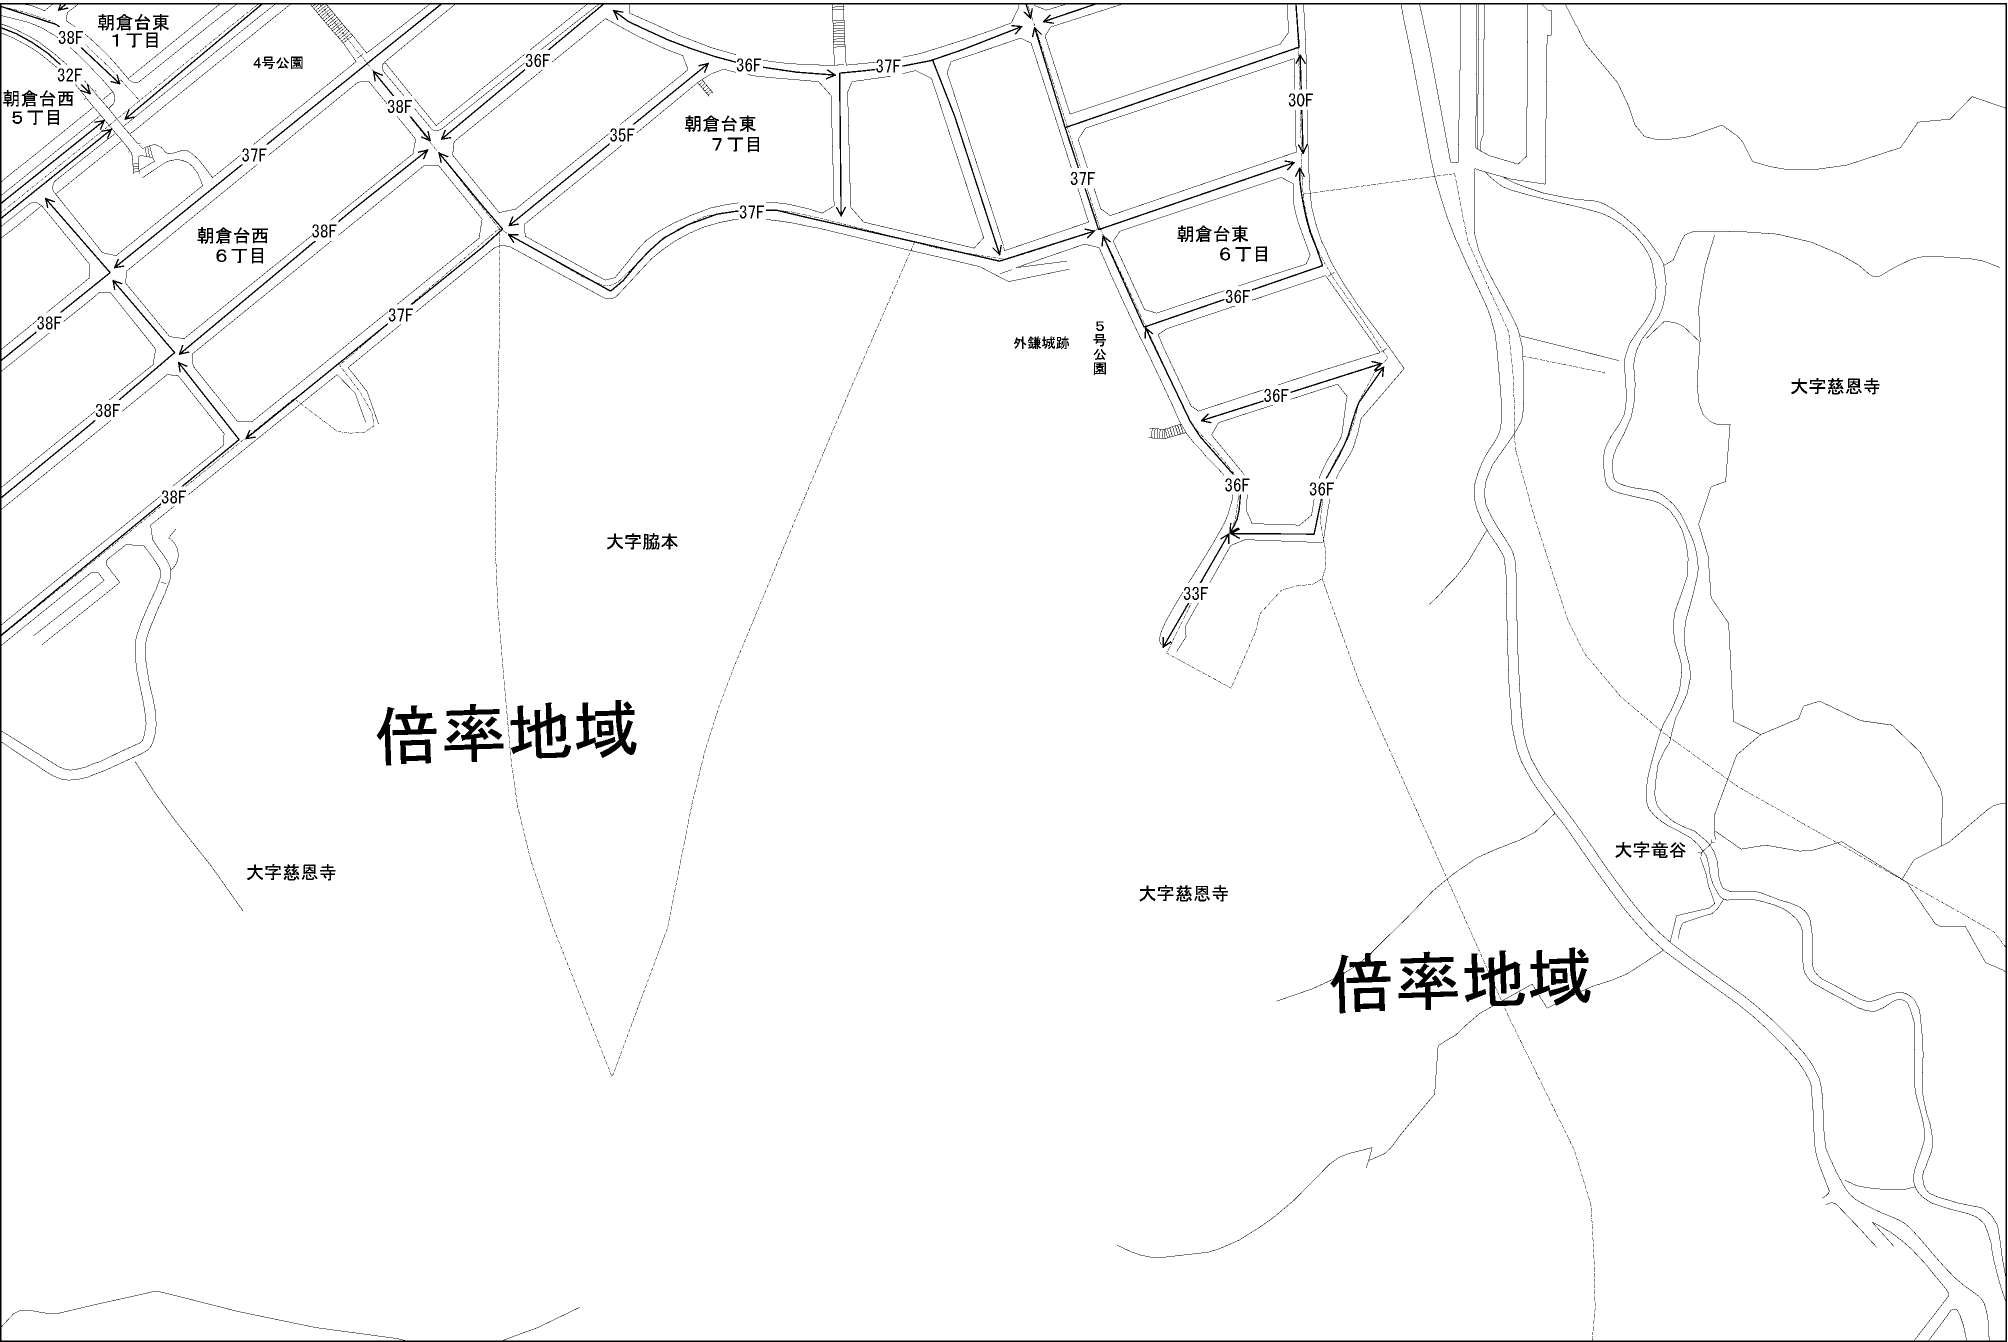 朝倉台東
１丁目
38F
4号公園
32F
朝倉台西
５丁目
36F
36F
37F
38F
30F
朝倉台東
７丁目
35F
37F
37F
37F
朝倉台西
６丁目
38F
朝倉台東
６丁目
36F
38F
37F
外鎌城跡
５号公園
大字慈恩寺
38F
36F
38F
36F
36F
大字脇本
33F
倍率地域
大字竜谷
大字慈恩寺
大字慈恩寺
倍率地域